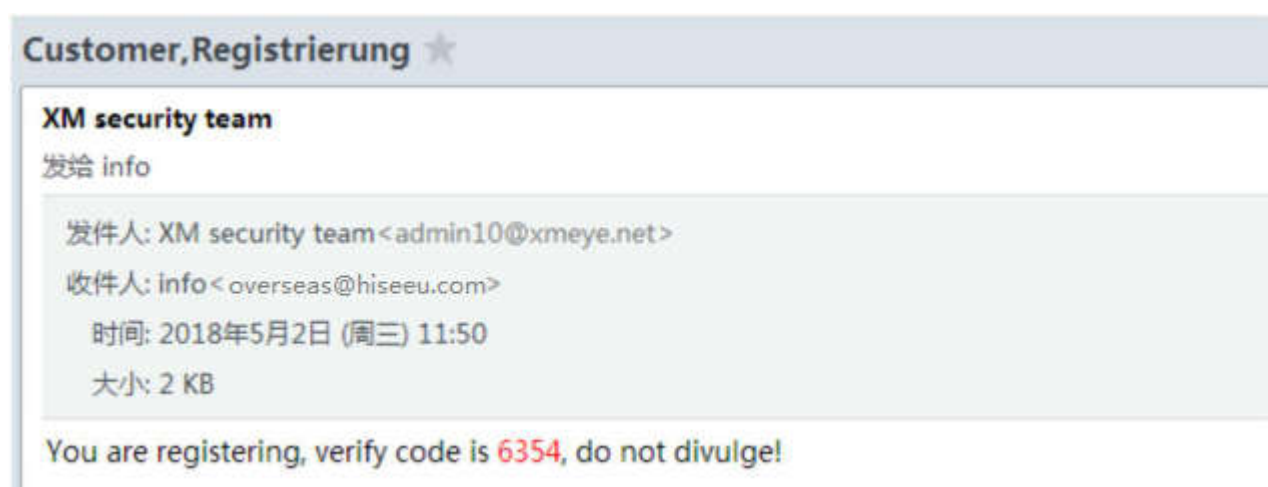 Customer,Registrierung
XM security team
发给 info
发件人: XM security team<admin10@xmeye.net>
收件人: info<overseas@hiseeu.com>
时间: 2018年5月2日 (周三) 11:50
大小: 2 KB
You are registering, verify code is 6354, do not divulge!